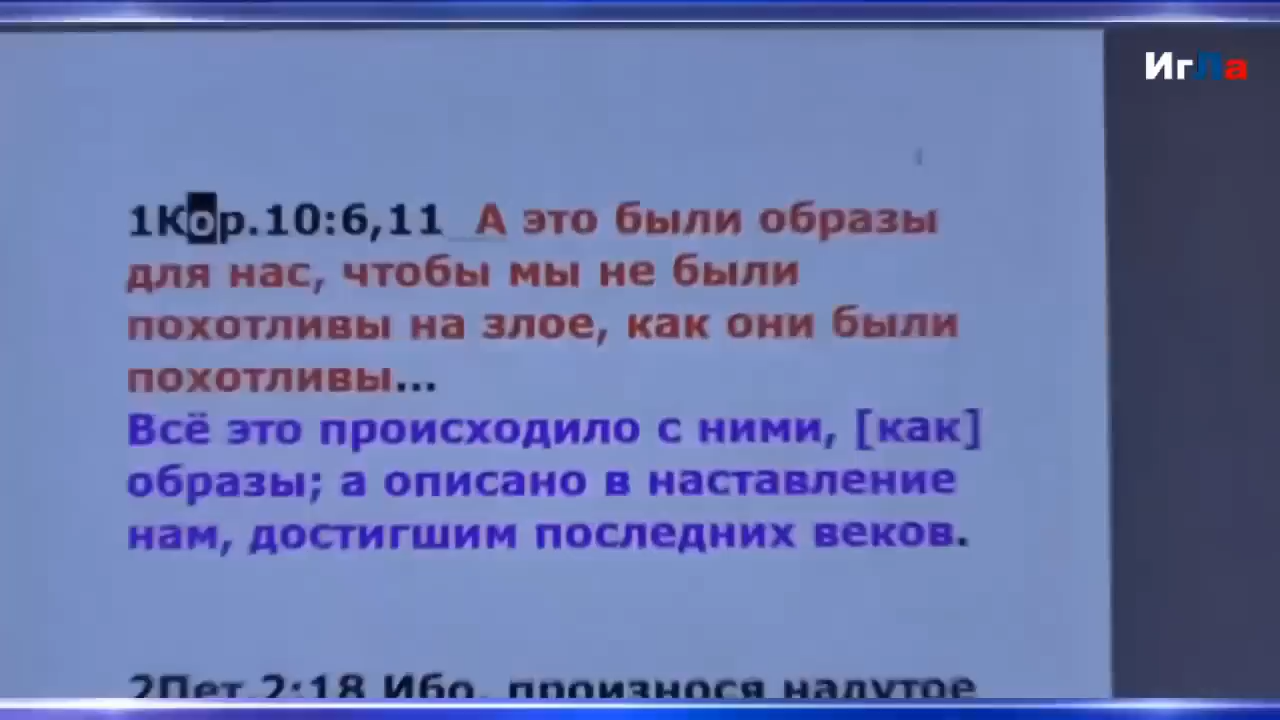 ИгЛа
1Кор.10:6,11 А это были образы
для нас, чтобы мы не были
похотливы на злое, как они были
похотливы...
Всё это происходило с ними, [как]
образы; а описано в наставление
нам, достигшим последних веков.
2Пет.2:18 Ибо, произнося надутое